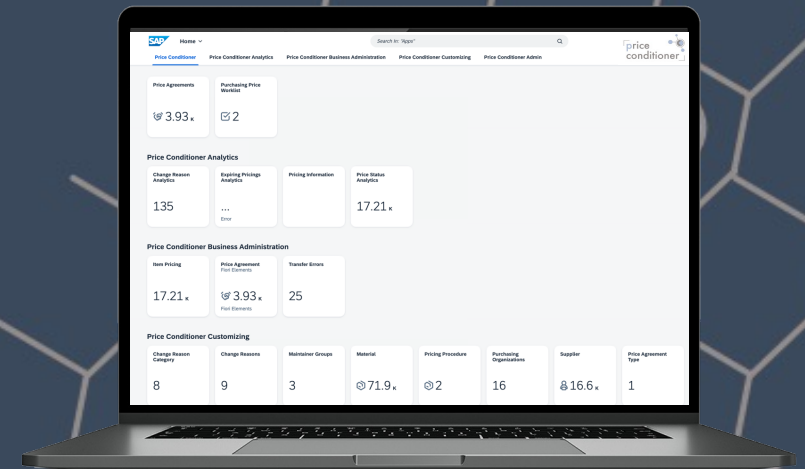 SAP Home Search In: "Apps"
price
conditioner
Price Conditioner Price Conditioner Analytics Price Conditioner Business Administration Price Conditioner Customizing Price Conditioner Admin
Price Agreements Purchasing Price
Worklist
3.93 K 2
Price Conditioner Analytics
Change Reason Expiring Pricings Pricing Information Price Status
Analytics Analytics Analytics
135 ... 17.21 K
Error
Price Conditioner Business Administration
Item Pricing Price Agreement Transfer Errors
Fiori Elements
17.21 K 3.93 K 25
Fiori Elements
Price Conditioner Customizing
Change Reason Change Reasons Maintainer Groups Material Pricing Procedure Purchasing Supplier Price Agreement
Category Organizations Type
8 9 3 71.9 K 2 16 16.6 K 1